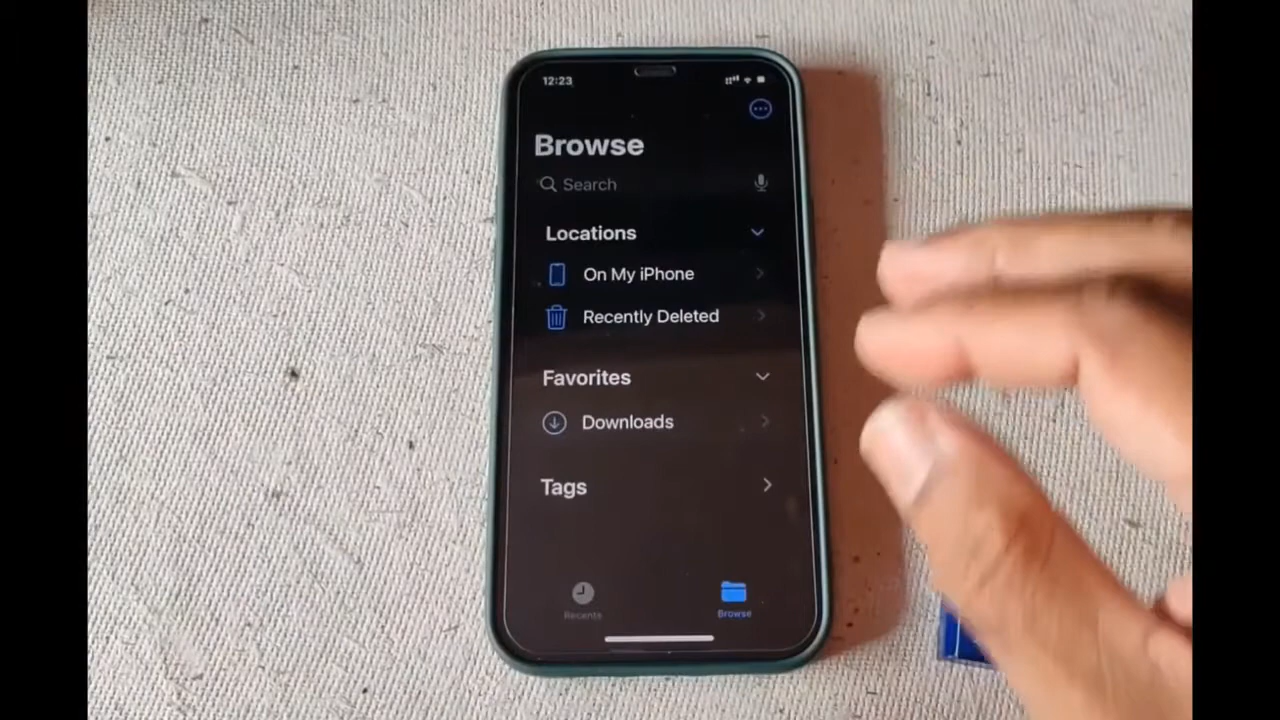 12:23
Browse
Search
Locations
On My iPhone
Recently Deleted
Favorites
Downloads
Tags
Recents
Browse